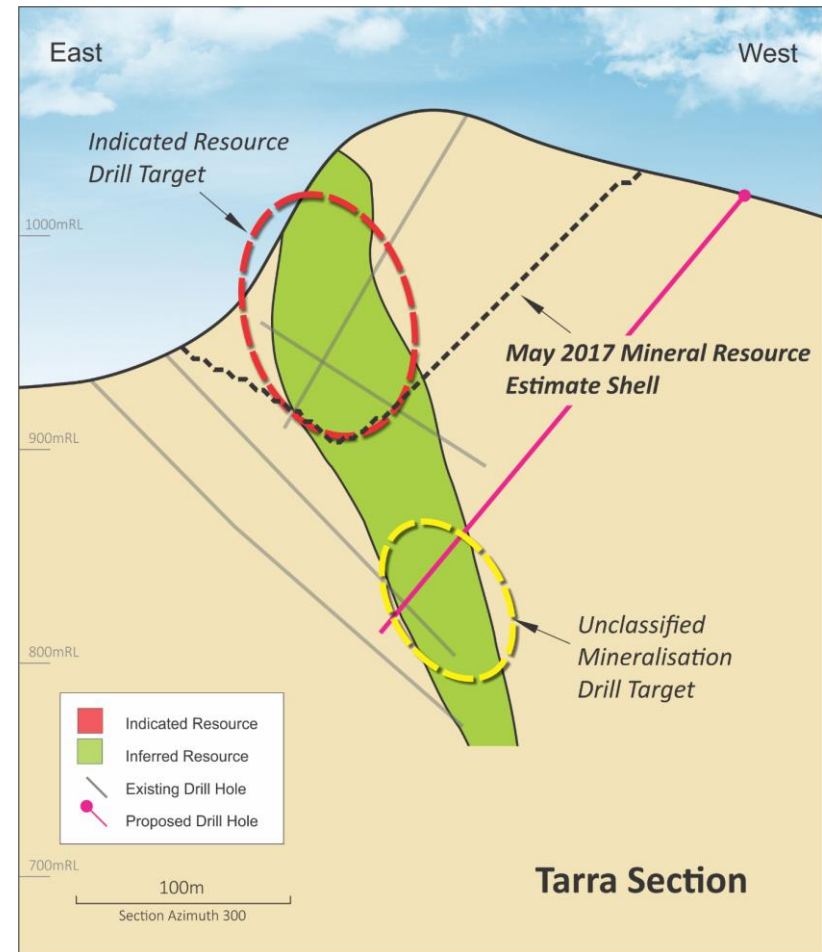 East
West
Indicated Resource
Drill Target
1000mRL
May 2017 Mineral Resource
Estimate Shell
900mRL
Unclassified
Mineralisation
Drill Target
800mRL
Indicated Resource
Inferred Resource
Existing Drill Hole
Proposed Drill Hole
700mRL
100m
Section Azimuth 300
Tarra Section